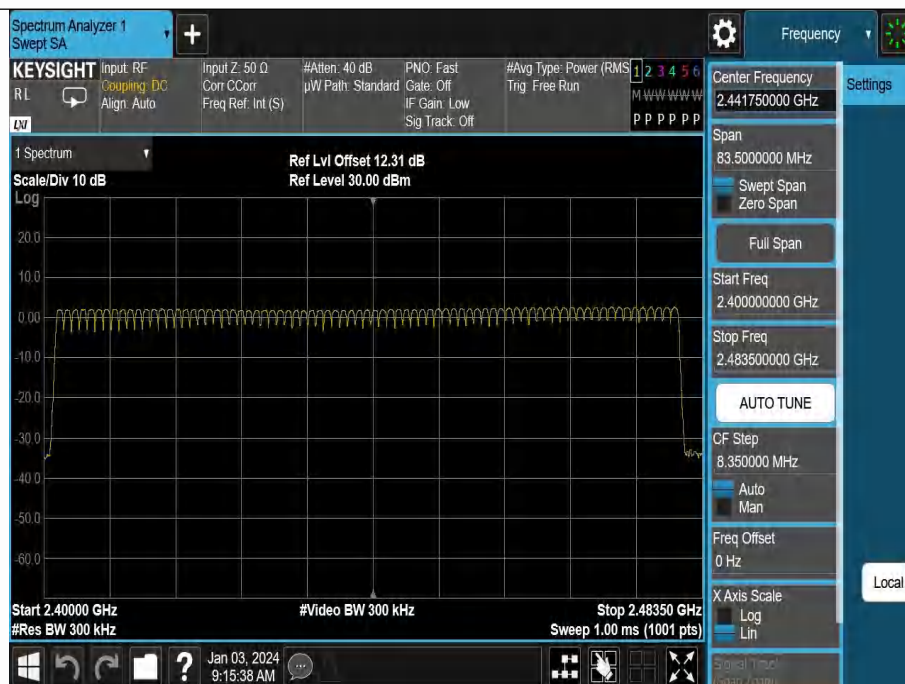 Spectrum Analyzer 1
Swept SA
Frequency
KEYSIGHT
RL
LXI
Input: RF
Coupling: DC
Align: Auto
Input Z: 50 Ω
Corr CCorr
Freq Ref: Int (S)
#Atten: 40 dB
µW Path: Standard
PNO: Fast
Gate: Off
IF Gain: Low
Sig Track: Off
#Avg Type: Power (RMS
Trig: Free Run
1 2 3 4 5 6
M W W W W W
P P P P P P
Center Frequency
2.441750000 GHz
Settings
Span
83.5000000 MHz
Swept Span
Zero Span
Full Span
Start Freq
2.400000000 GHz
Stop Freq
2.483500000 GHz
AUTO TUNE
CF Step
8.350000 MHz
Auto
Man
Freq Offset
0 Hz
X Axis Scale
Log
Lin
Signal Track
Local
1 Spectrum
Scale/Div 10 dB
Log
Ref Lvl Offset 12.31 dB
Ref Level 30.00 dBm
20.0
10.0
0.00
-10.0
-20.0
-30.0
-40.0
-50.0
-60.0
Start 2.40000 GHz
#Res BW 300 kHz
#Video BW 300 kHz
Stop 2.48350 GHz
Sweep 1.00 ms (1001 pts)
?
Jan 03, 2024
9:15:38 AM